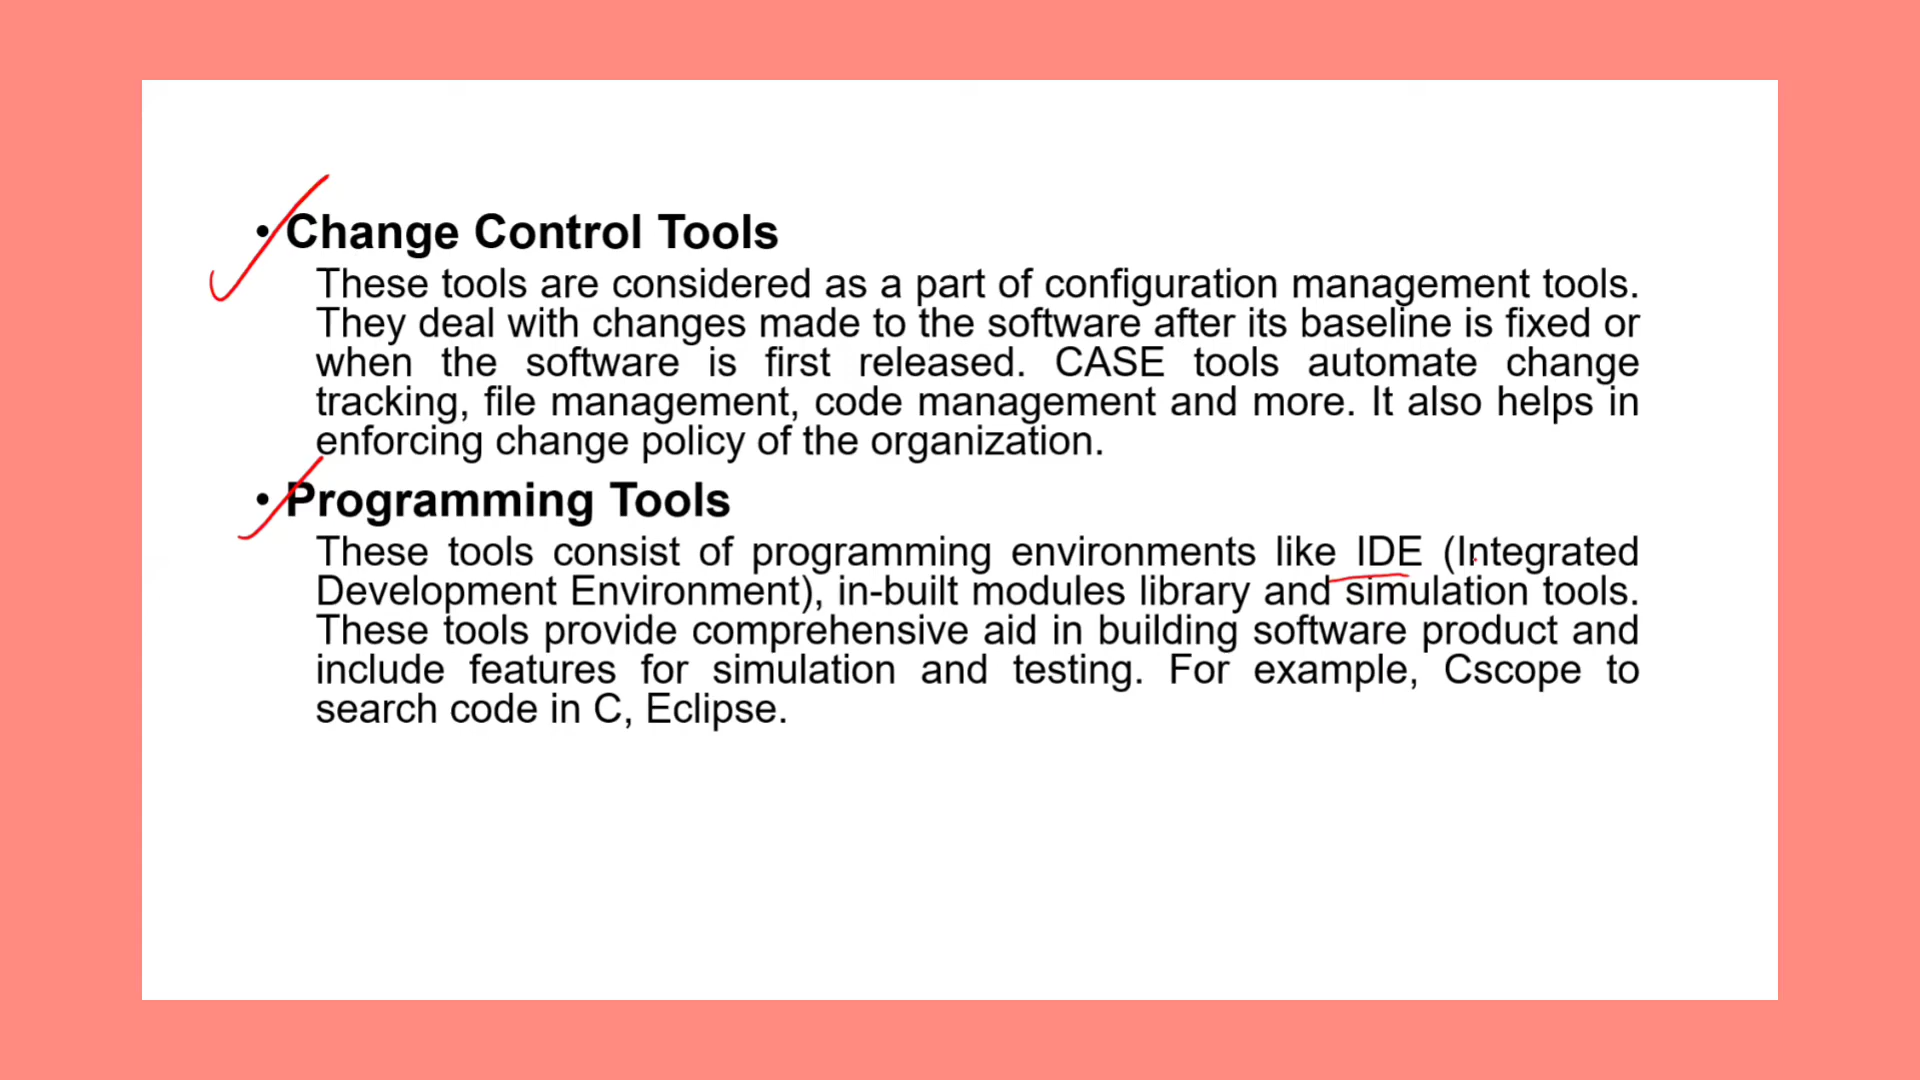 • Change Control Tools
These tools are considered as a part of configuration management tools.
They deal with changes made to the software after its baseline is fixed or
when the software is first released. CASE tools automate change
tracking, file management, code management and more. It also helps in
enforcing change policy of the organization.
• Programming Tools
These tools consist of programming environments like IDE (Integrated
Development Environment), in-built modules library and simulation tools.
These tools provide comprehensive aid in building software product and
include features for simulation and testing. For example, Cscope to
search code in C, Eclipse.